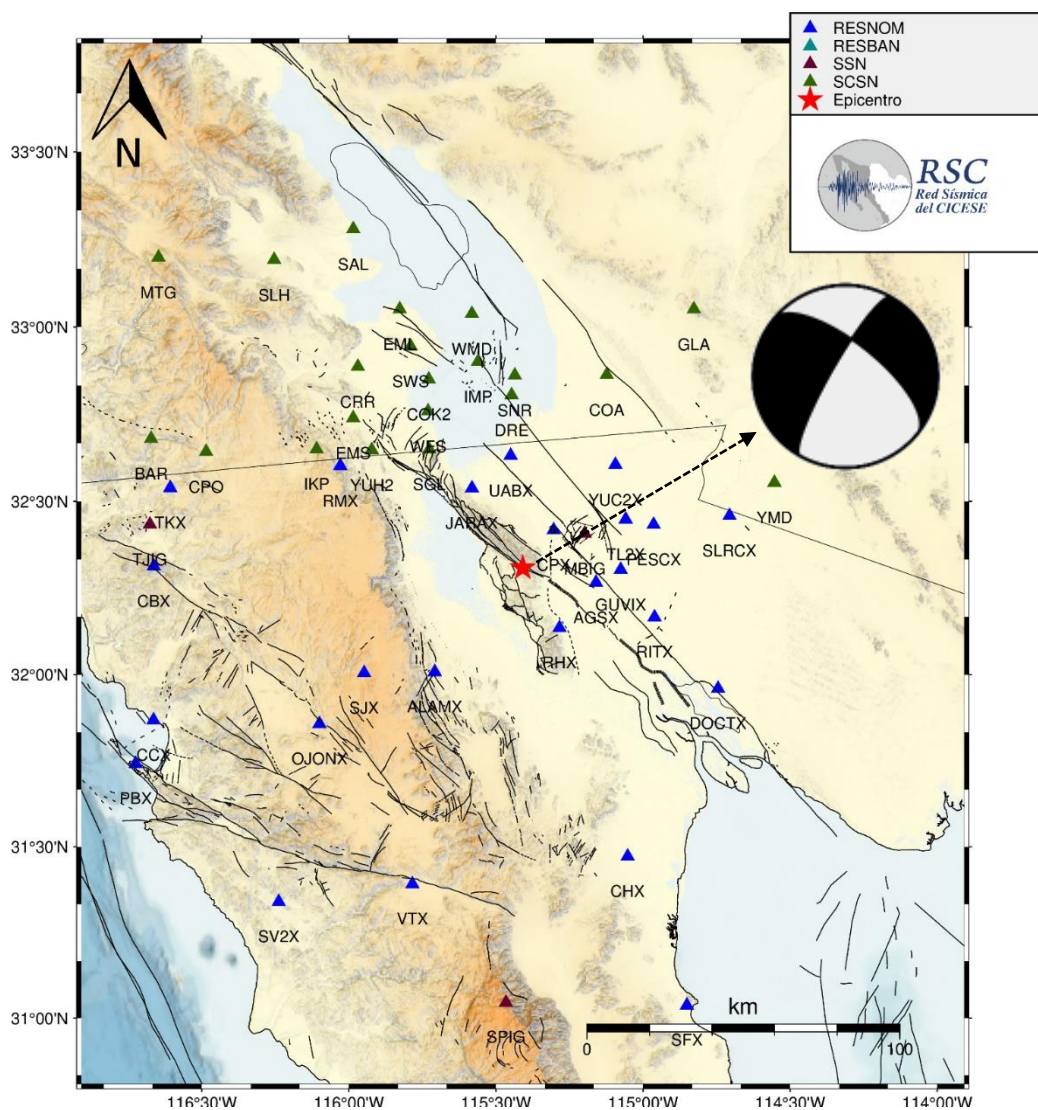 RESNOM
RESBAN
SSN
SCSN
Epicentro
RSC
Red Sísmica
del CICESE
N
33°30'N
33°00'N
32°30'N
32°00'N
31°30'N
31°00'N
SAL
MTG
SLH
GLA
EML
WMD
SWS
IMP
CRR
COK2
SNR
COA
DRE
EMS
WES
BAR
CPO
IKP
YUH2
SGL
RMX
UABX
YUC2X
YMD
TKX
JARAX
TL2X
PESCX
SLRCX
TJIG
CPX
MBIG
CBX
GUVIX
AGSX
RHX
RITX
SJX
ALAMX
DOCTX
CCX
OJONX
PBX
CHX
VTX
SV2X
km
SPIG
SFX
0
100
116°30'W
116°00'W
115°30'W
115°00'W
114°30'W
114°00'W